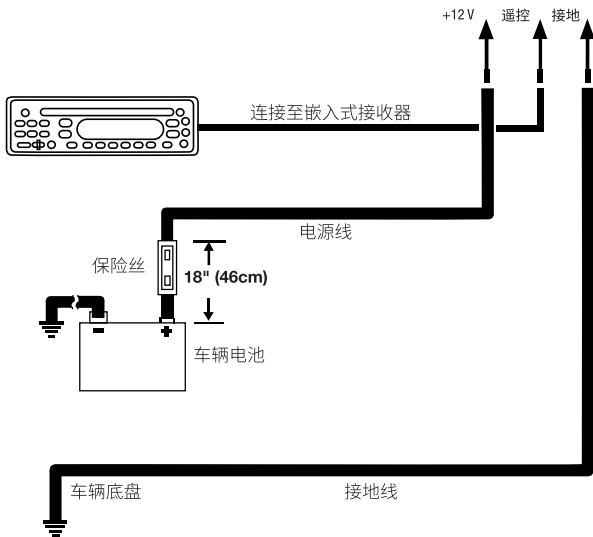 +12 V 遥控 接地
连接至嵌入式接收器
电源线
保险丝
18" (46cm)
车辆电池
车辆底盘 接地线